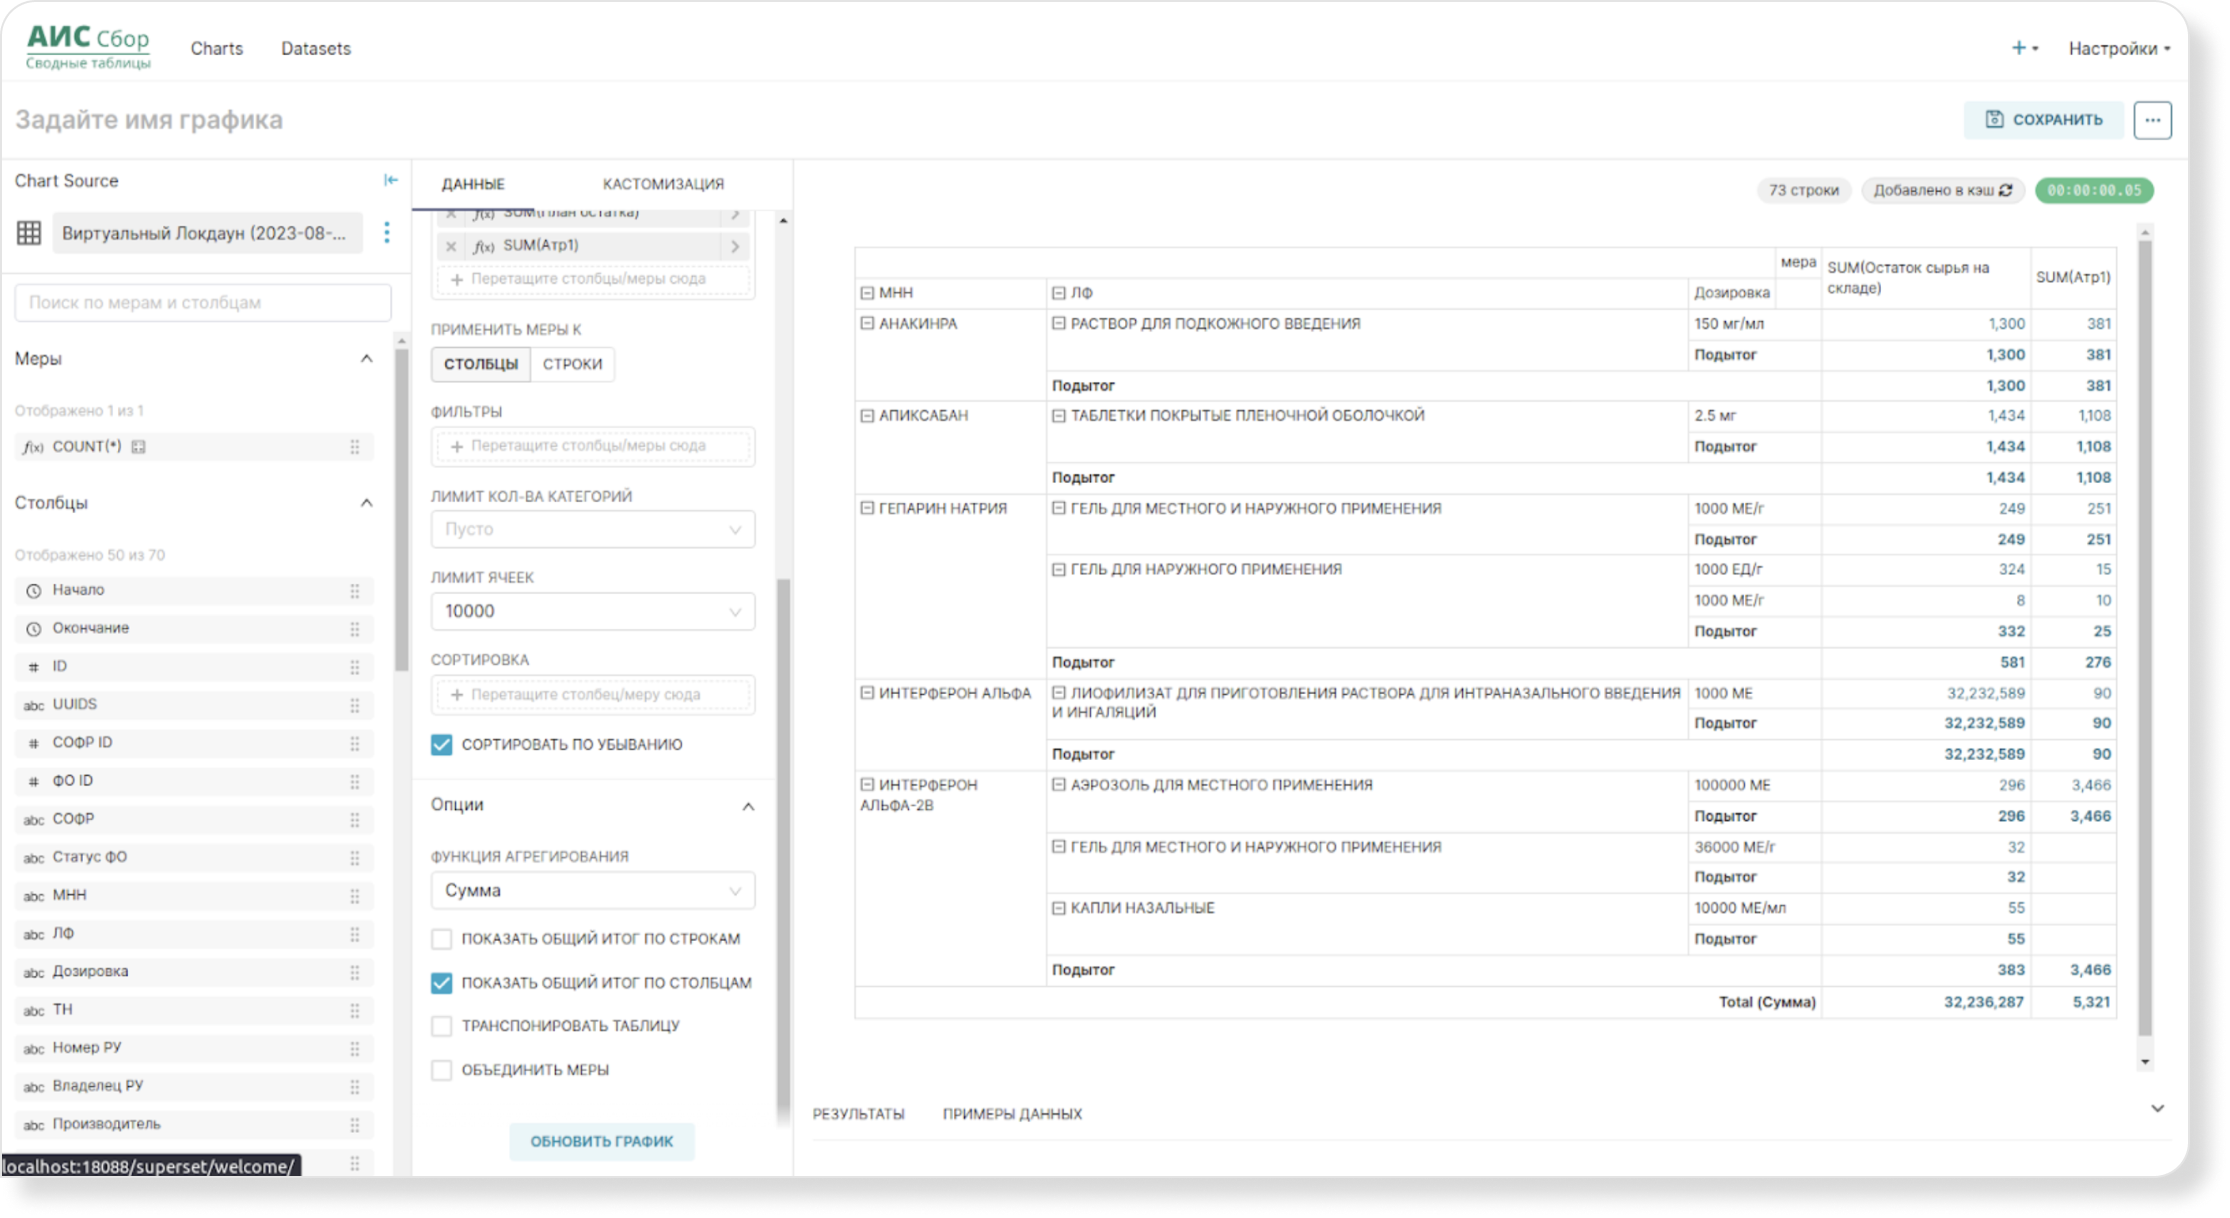 АИС Сбор
Сводные таблицы
Charts
Datasets
+
Настройки
Задайте имя графика
СОХРАНИТЬ
...
Chart Source
Виртуальный Локдаун (2023-08-...
Поиск по мерам и столбцам
Меры
Отображено 1 из 1
f(x) COUNT(*)
Столбцы
Отображено 50 из 70
Начало
Окончание
# ID
abc UUIDS
# СОФР ID
# ФО ID
abc СОФР
abc Статус ФО
abc МНН
abc ЛФ
abc Дозировка
abc ТН
abc Номер РУ
abc Владелец РУ
abc Производитель
localhost:18088/superset/welcome/
ДАННЫЕ
КАСТОМИЗАЦИЯ
f(x) SUM(План остатка)
f(x) SUM(Атр1)
+ Перетащите столбцы/меры сюда
ПРИМЕНИТЬ МЕРЫ К
СТОЛБЦЫ СТРОКИ
ФИЛЬТРЫ
+ Перетащите столбцы/меры сюда
ЛИМИТ КОЛ-ВА КАТЕГОРИЙ
Пусто
ЛИМИТ ЯЧЕЕК
10000
СОРТИРОВКА
+ Перетащите столбец/меру сюда
СОРТИРОВАТЬ ПО УБЫВАНИЮ
Опции
ФУНКЦИЯ АГРЕГИРОВАНИЯ
Сумма
ПОКАЗАТЬ ОБЩИЙ ИТОГ ПО СТРОКАМ
ПОКАЗАТЬ ОБЩИЙ ИТОГ ПО СТОЛБЦАМ
ТРАНСПОНИРОВАТЬ ТАБЛИЦУ
ОБЪЕДИНИТЬ МЕРЫ
ОБНОВИТЬ ГРАФИК
73 строки
Добавлено в кэш
00:00:00.05
мера SUM(Остаток сырья на складе) SUM(Атр1)
МНН ЛФ Дозировка
АНАКИНРА РАСТВОР ДЛЯ ПОДКОЖНОГО ВВЕДЕНИЯ 150 мг/мл 1,300 381
Подытог 1,300 381
Подытог 1,300 381
АПИКСАБАН ТАБЛЕТКИ ПОКРЫТЫЕ ПЛЕНОЧНОЙ ОБОЛОЧКОЙ 2.5 мг 1,434 1,108
Подытог 1,434 1,108
Подытог 1,434 1,108
ГЕПАРИН НАТРИЯ ГЕЛЬ ДЛЯ МЕСТНОГО И НАРУЖНОГО ПРИМЕНЕНИЯ 1000 МЕ/г 249 251
Подытог 249 251
ГЕЛЬ ДЛЯ НАРУЖНОГО ПРИМЕНЕНИЯ 1000 ЕД/г 324 15
1000 МЕ/г 8 10
Подытог 332 25
Подытог 581 276
ИНТЕРФЕРОН АЛЬФА ЛИОФИЛИЗАТ ДЛЯ ПРИГОТОВЛЕНИЯ РАСТВОРА ДЛЯ ИНТРАНАЗАЛЬНОГО ВВЕДЕНИЯ 1000 МЕ 32,232,589 90
И ИНГАЛЯЦИЙ
Подытог 32,232,589 90
Подытог 32,232,589 90
ИНТЕРФЕРОН АЭРОЗОЛЬ ДЛЯ МЕСТНОГО ПРИМЕНЕНИЯ 100000 МЕ 296 3,466
АЛЬФА-2В
Подытог 296 3,466
ГЕЛЬ ДЛЯ МЕСТНОГО И НАРУЖНОГО ПРИМЕНЕНИЯ 36000 МЕ/г 32
Подытог 32
КАПЛИ НАЗАЛЬНЫЕ 10000 МЕ/мл 55
Подытог 55
Подытог 383 3,466
Total (Сумма) 32,236,287 5,321
РЕЗУЛЬТАТЫ
ПРИМЕРЫ ДАННЫХ